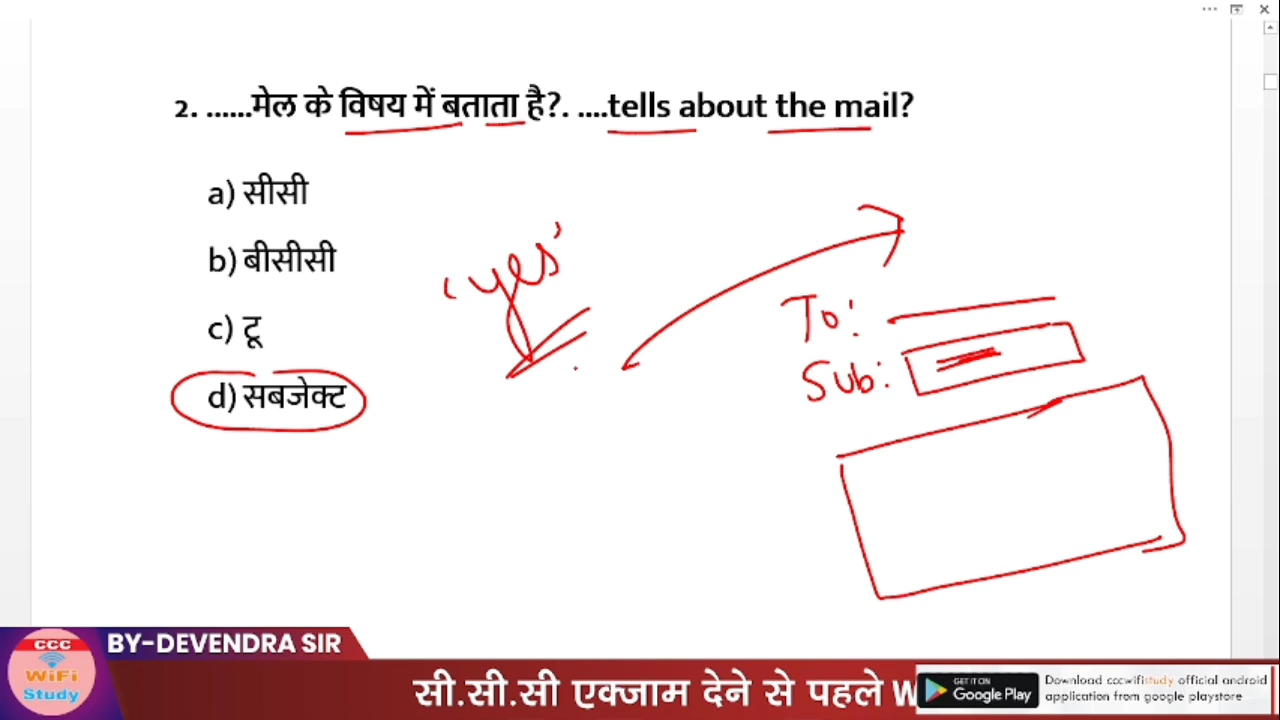 2. ......मेल के विषय में बताता है?. ....tells about the mail?
a) सीसी
b) बीसीसी
c) टू
d) सबजेक्ट
'yes'
To:
Sub:
CCC
WiFi
Study
BY-DEVENDRA SIR
सी.सी.सी एक्जाम देने से पहले W
GET IT ON
Google Play
Download cccwifistudy official android
application from google playstore